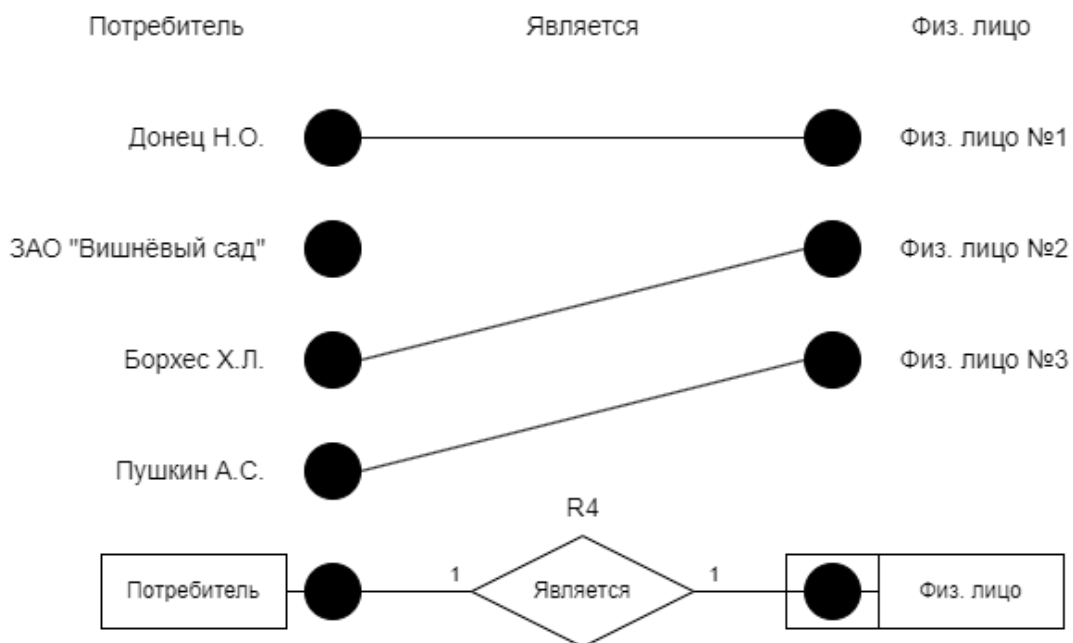 Потребитель Является Физ. лицо
Донец Н.О. Физ. лицо №1
ЗАО "Вишнёвый сад" Физ. лицо №2
Борхес Х.Л. Физ. лицо №3
Пушкин А.С.
R4
Потребитель 1 Является 1 Физ. лицо